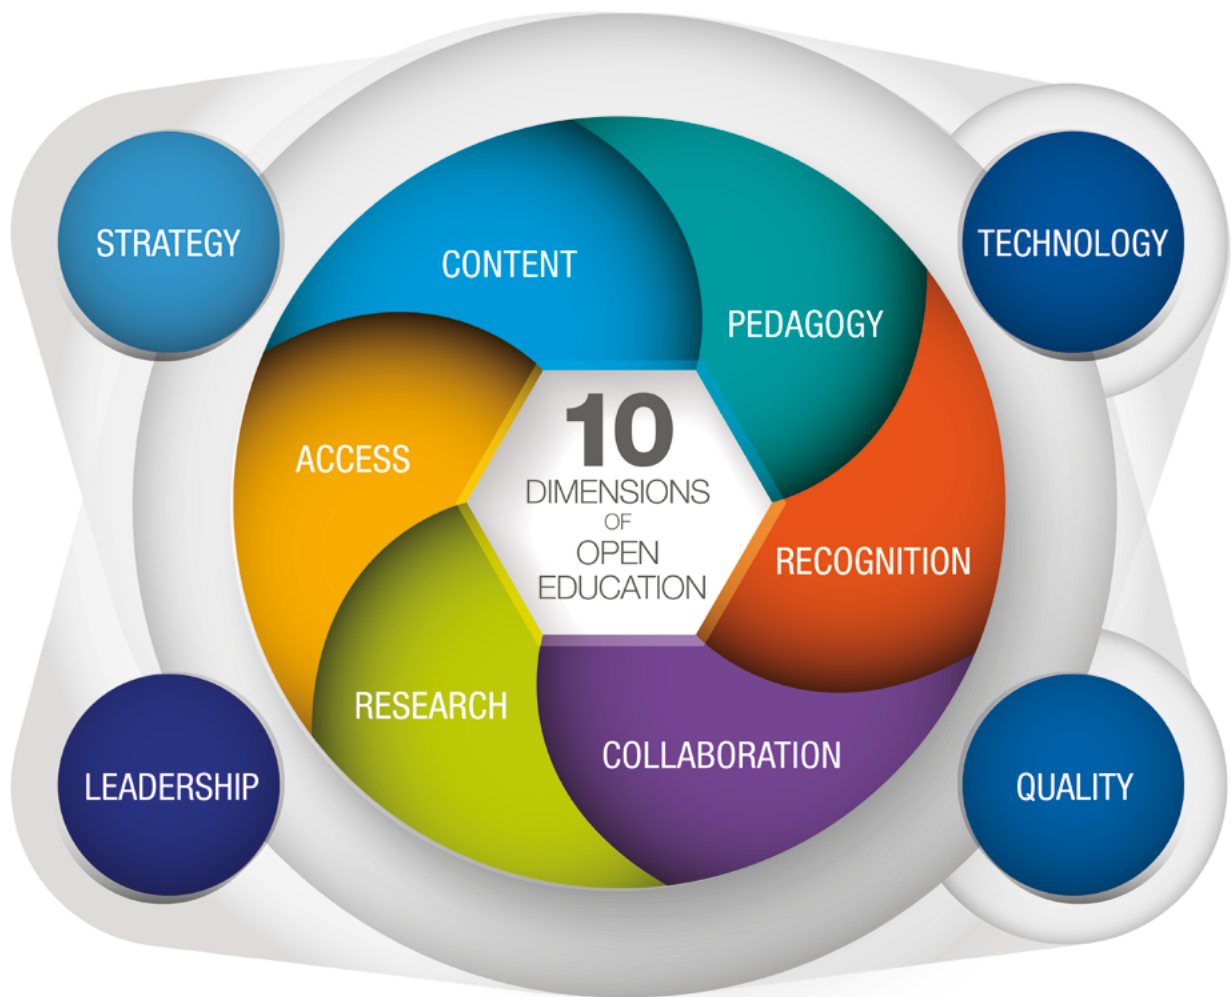 STRATEGY
TECHNOLOGY
CONTENT
PEDAGOGY
ACCESS
10
DIMENSIONS
OF
OPEN
EDUCATION
RECOGNITION
RESEARCH
COLLABORATION
LEADERSHIP
QUALITY